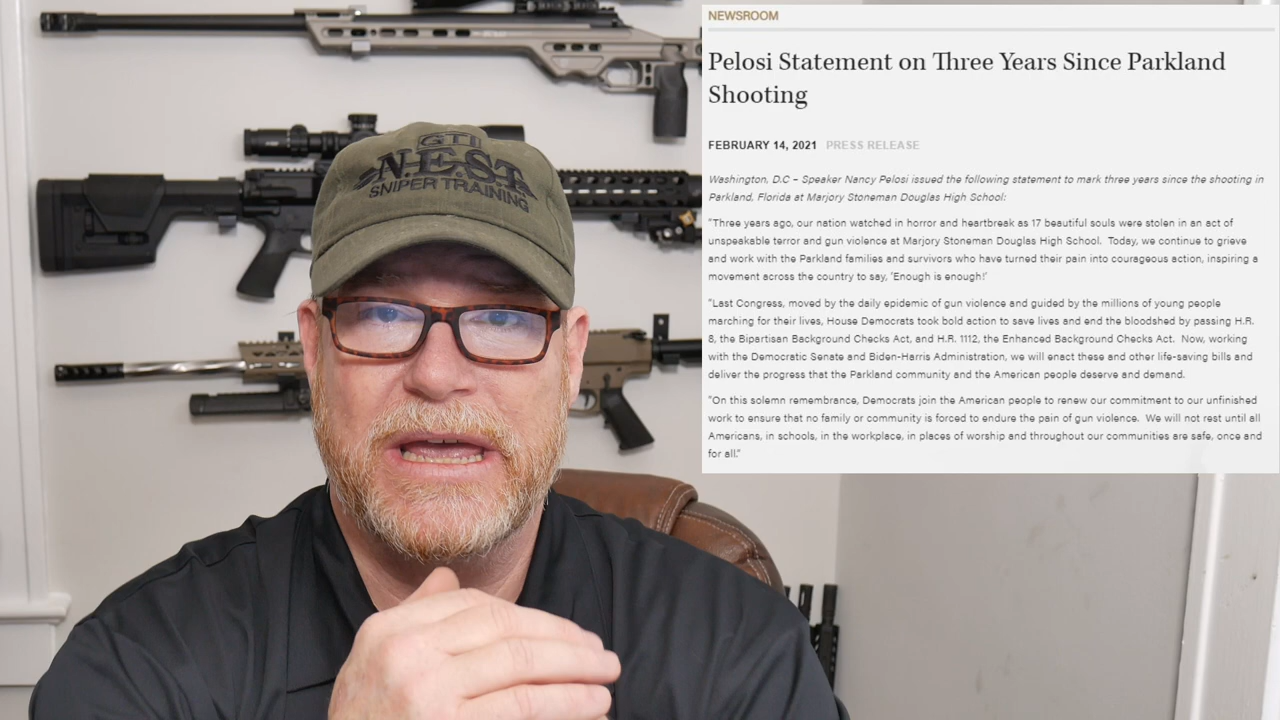 GTI
N.E.S.T.
SNIPER TRAINING
NEWSROOM
Pelosi Statement on Three Years Since Parkland
Shooting
FEBRUARY 14, 2021 PRESS RELEASE
Washington, D.C – Speaker Nancy Pelosi issued the following statement to mark three years since the shooting in
Parkland, Florida at Marjory Stoneman Douglas High School:
“Three years ago, our nation watched in horror and heartbreak as 17 beautiful souls were stolen in an act of
unspeakable terror and gun violence at Marjory Stoneman Douglas High School. Today, we continue to grieve
and work with the Parkland families and survivors who have turned their pain into courageous action, inspiring a
movement across the country to say, ‘Enough is enough!’
“Last Congress, moved by the daily epidemic of gun violence and guided by the millions of young people
marching for their lives, House Democrats took bold action to save lives and end the bloodshed by passing H.R.
8, the Bipartisan Background Checks Act, and H.R. 1112, the Enhanced Background Checks Act. Now, working
with the Democratic Senate and Biden-Harris Administration, we will enact these and other life-saving bills and
deliver the progress that the Parkland community and the American people deserve and demand.
“On this solemn remembrance, Democrats join the American people to renew our commitment to our unfinished
work to ensure that no family or community is forced to endure the pain of gun violence. We will not rest until all
Americans, in schools, in the workplace, in places of worship and throughout our communities are safe, once and
for all.”